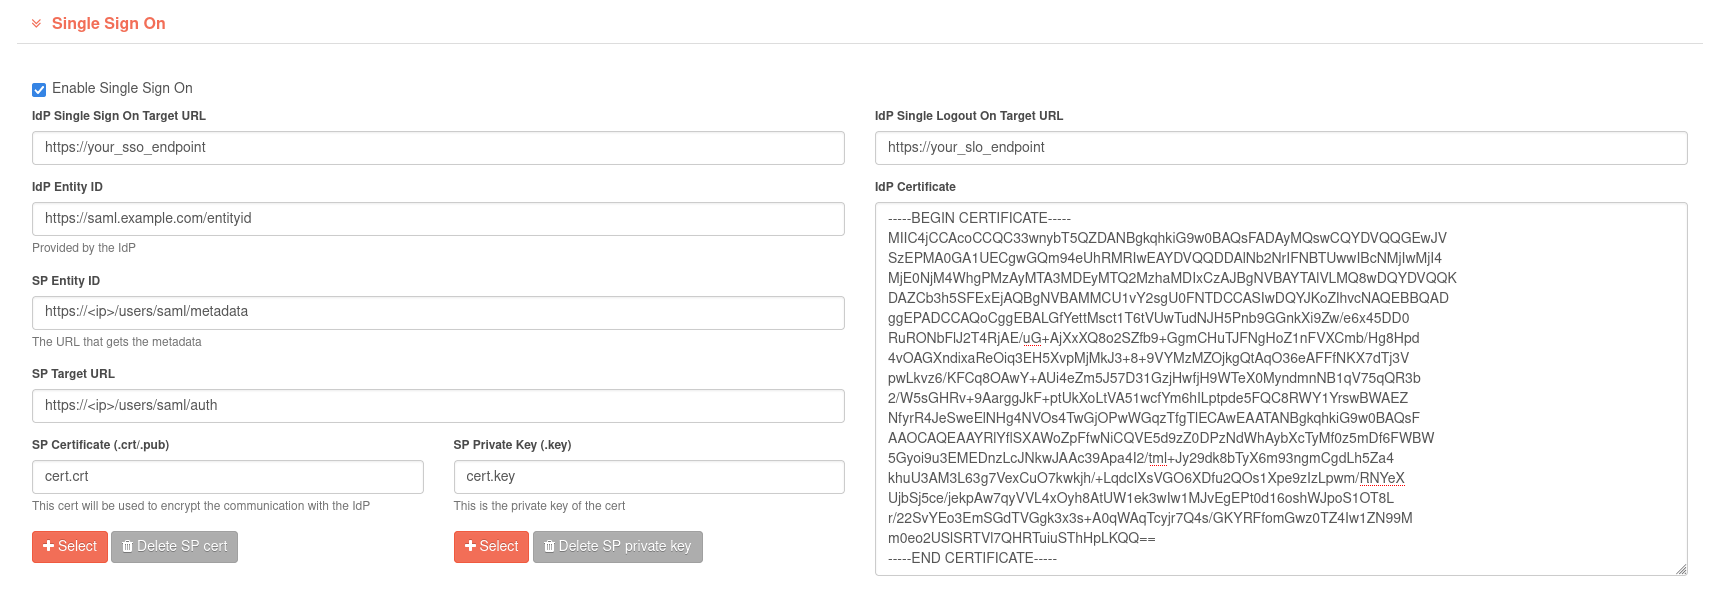 Single Sign On
Enable Single Sign On
IdP Single Sign On Target URL
https://your_sso_endpoint
IdP Entity ID
https://saml.example.com/entityid
Provided by the IdP
SP Entity ID
https://<ip>/users/saml/metadata
The URL that gets the metadata
SP Target URL
https://<ip>/users/saml/auth
SP Certificate (.crt/.pub)
cert.crt
This cert will be used to encrypt the communication with the IdP
Select
Delete SP cert
SP Private Key (.key)
cert.key
This is the private key of the cert
Select
Delete SP private key
IdP Single Logout On Target URL
https://your_slo_endpoint
IdP Certificate
-----BEGIN CERTIFICATE-----
MIIC4jCCAcoCCQC33wnybT5QZDANBgkqhkiG9w0BAQsFADAyMQswCQYDVQQGEwJV
SzEPMA0GA1UECgwGQm94eUhRMRIwEAYDVQQDDAlNb2NrIFNBTUwwIBcNMjIwMjI4
MjE0NjM4WhgPMzAyMTA3MDEyMTQ2MzhaMDIxCzAJBgNVBAYTAlVLMQ8wDQYDVQQK
DAZCb3h5SFExEjAQBgNVBAMMCU1vY2sgU0FNTDCCASIwDQYJKoZIhvcNAQEBBQAD
ggEPADCCAQoCggEBALGfYettMsct1T6tVUwTudNJH5Pnb9GGnkXi9Zw/e6x45DD0
RuRONbFlJ2T4RjAE/uG+AjXxXQ8o2SZfb9+GgmCHuTJFNgHoZ1nFVXCmb/Hg8Hpd
4vOAGXndixaReOiq3EH5XvpMjMkJ3+8+9VYMzMZOjkgQtAqO36eAFFfNKX7dTj3V
pwLkvz6/KFCq8OAwY+AUi4eZm5J57D31GzjHwfjH9WTeX0MyndmnNB1qV75qQR3b
2/W5sGHRv+9AarggJkF+ptUkXoLtVA51wcfYm6hILptpde5FQC8RWY1YrswBWAEZ
NfyrR4JeSweElNHg4NVOs4TwGjOPwWGqzTfgTlECAwEAATANBgkqhkiG9w0BAQsF
AAOCAQEAAYRlYflSXAWoZpFfwNiCQVE5d9zZ0DPzNdWhAybXcTyMf0z5mDf6FWBW
5Gyoi9u3EMEDnzLcJNkwJAAc39Apa4I2/tml+Jy29dk8bTyX6m93ngmCgdLh5Za4
khuU3AM3L63g7VexCuO7kwkjh/+LqdcIXsVGO6XDfu2QOs1Xpe9zIzLpwm/RNYeX
UjbSj5ce/jekpAw7qyVVL4xOyh8AtUW1ek3wIw1MJvEgEPt0d16oshWJpoS1OT8L
r/22SvYEo3EmSGdTVGgk3x3s+A0qWAqTcyjr7Q4s/GKYRFfomGwz0TZ4Iw1ZN99M
m0eo2USlSRTVl7QHRTuiuSThHpLKQQ==
-----END CERTIFICATE-----